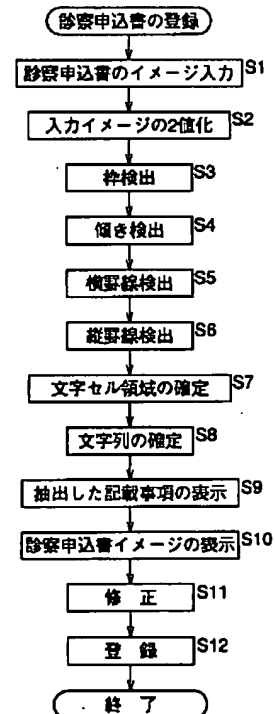 診察申込書の登録
診察申込書のイメージ入力 S1
入力イメージの2値化 S2
枠検出 S3
傾き検出 S4
横罫線検出 S5
縦罫線検出 S6
文字セル領域の確定 S7
文字列の確定 S8
抽出した記載事項の表示 S9
診察申込書イメージの表示 S10
修正 S11
登録 S12
終了